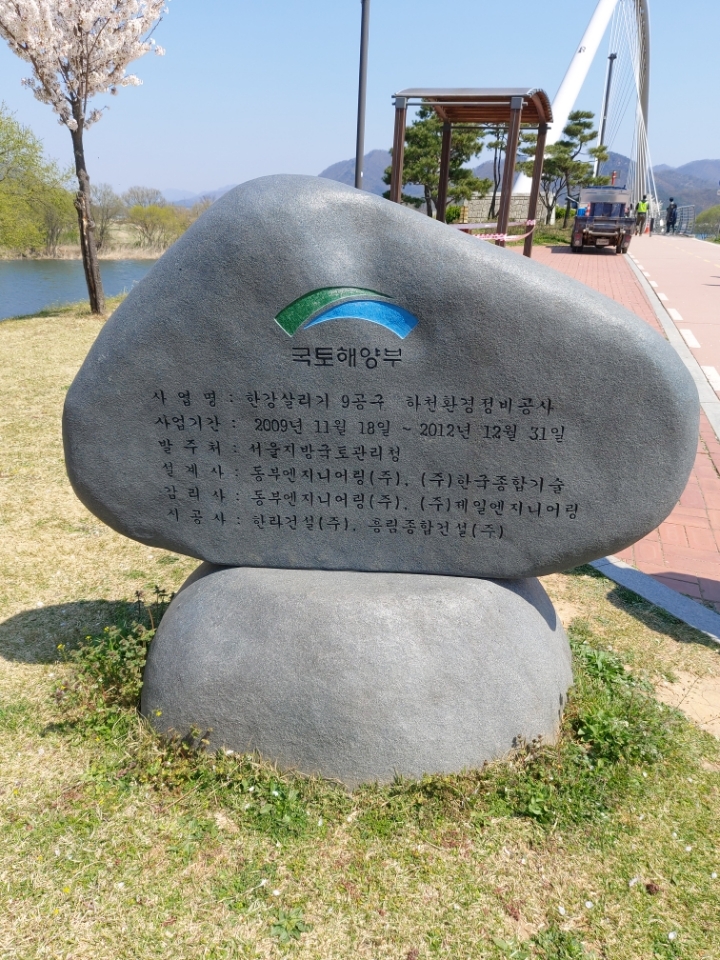 국토해양부
사 업 명 : 한강살리기 9공구 하천환경정비공사
사업기간 : 2009년 11월 18일 ~ 2012년 12월 31일
발 주 처 : 서울지방국토관리청
설 계 사 : 동부엔지니어링(주), (주)한국종합기술
감 리 사 : 동부엔지니어링(주), (주)제일엔지니어링
시 공 사 : 한라건설(주), 흥림종합건설(주)